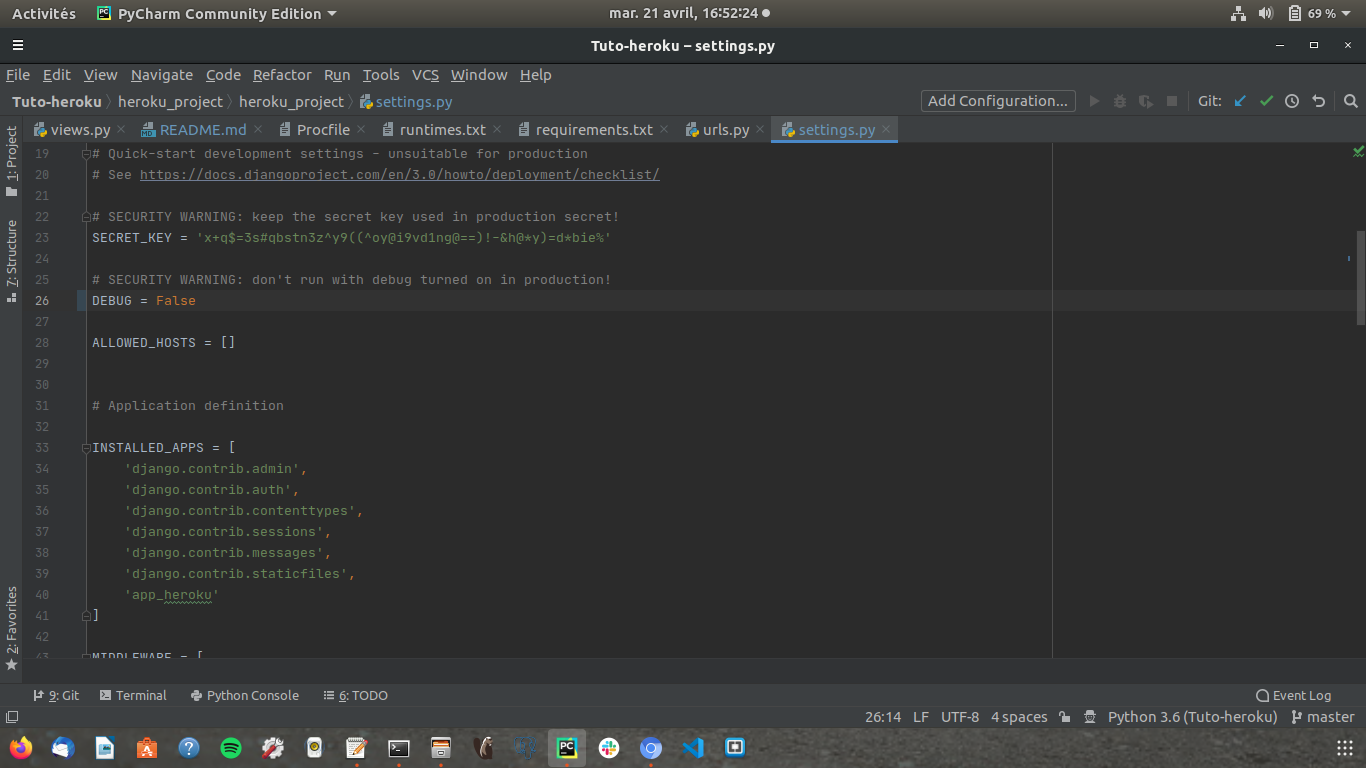 Activités PyCharm Community Edition mar. 21 avril, 16:52:24 69 %
Tuto-heroku – settings.py
File Edit View Navigate Code Refactor Run Tools VCS Window Help
Tuto-heroku heroku_project heroku_project settings.py Add Configuration... Git:
views.py README.md Procfile runtimes.txt requirements.txt urls.py settings.py
1: Project
7: Structure
2: Favorites
19 # Quick-start development settings - unsuitable for production
20 # See https://docs.djangoproject.com/en/3.0/howto/deployment/checklist/
21
22 # SECURITY WARNING: keep the secret key used in production secret!
23 SECRET_KEY = 'x+q$=3s#qbstn3z^y9((^oy@i9vd1ng@==)!-&h@*y)=d*bie%'
24
25 # SECURITY WARNING: don't run with debug turned on in production!
26 DEBUG = False
27
28 ALLOWED_HOSTS = []
29
30
31 # Application definition
32
33 INSTALLED_APPS = [
34 'django.contrib.admin',
35 'django.contrib.auth',
36 'django.contrib.contenttypes',
37 'django.contrib.sessions',
38 'django.contrib.messages',
39 'django.contrib.staticfiles',
40 'app_heroku'
41 ]
42
43 MIDDLEWARE = [
9: Git Terminal Python Console 6: TODO Event Log
26:14 LF UTF-8 4 spaces Python 3.6 (Tuto-heroku) master